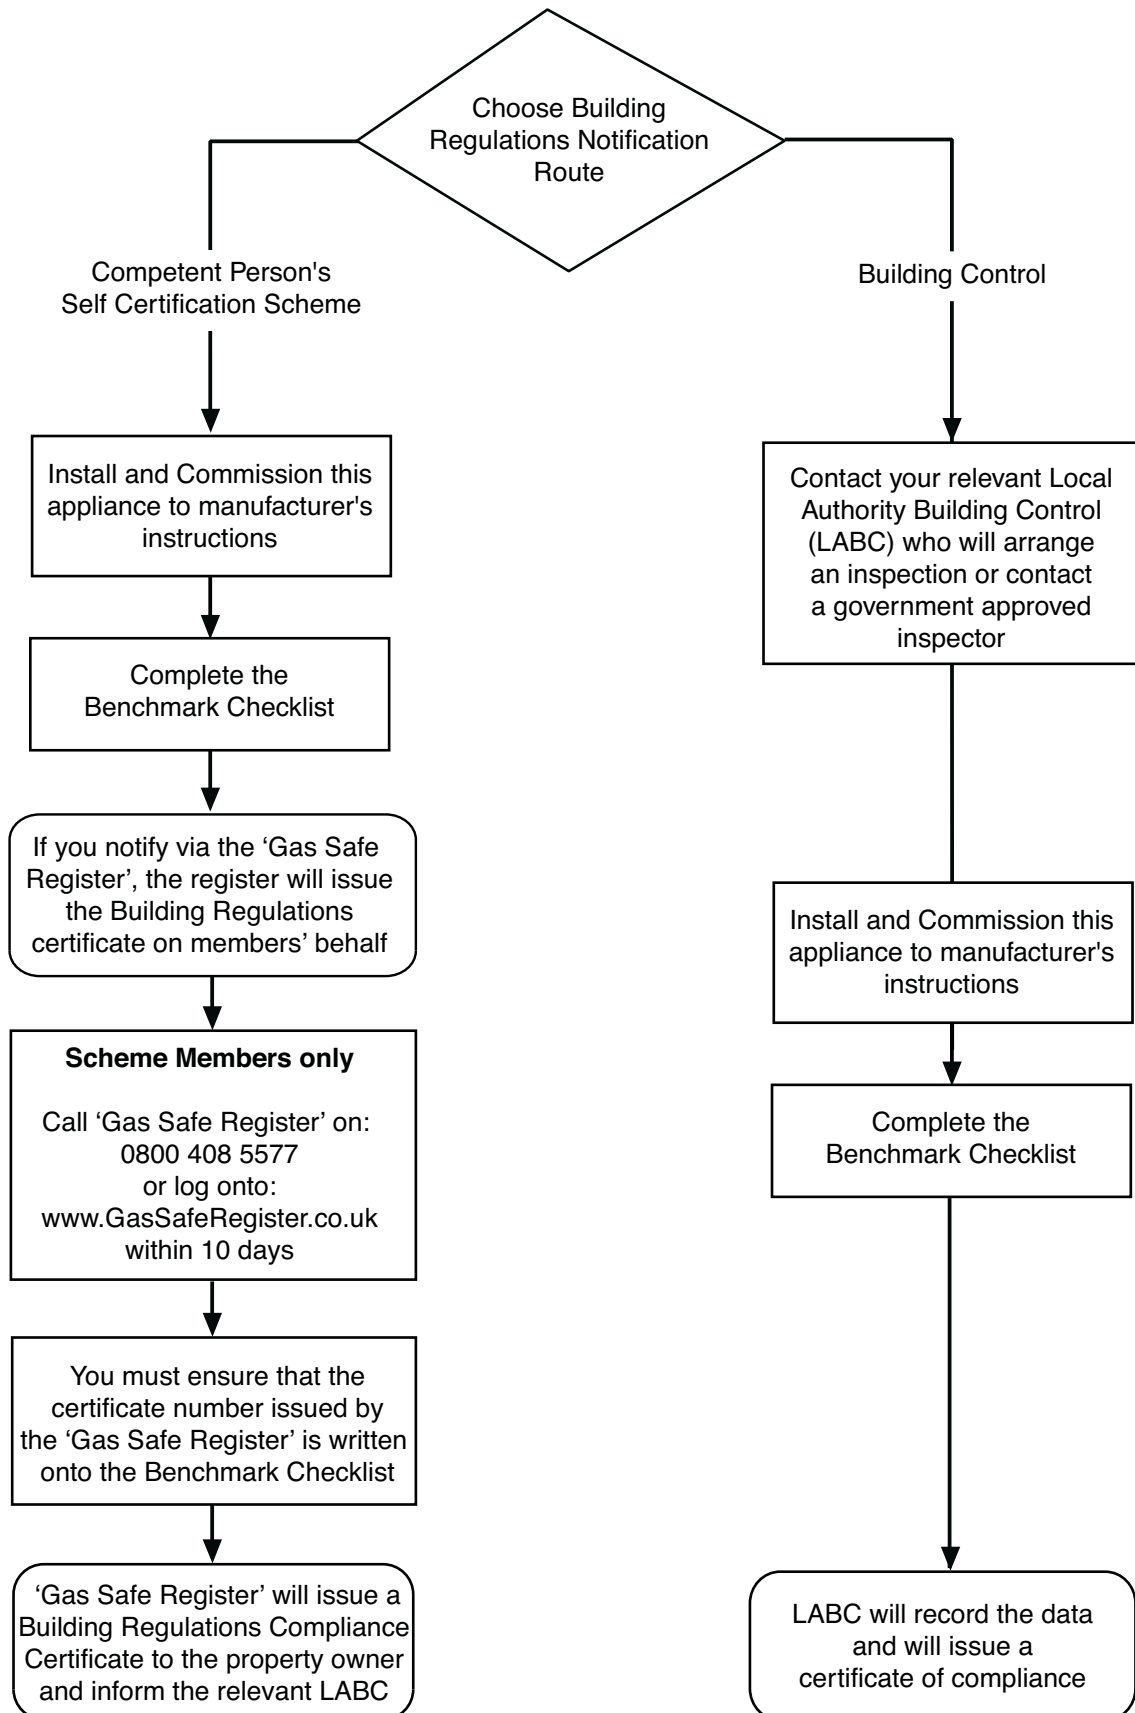 Choose Building
Regulations Notification
Route
Competent Person's
Self Certification Scheme
Building Control
Install and Commission this
appliance to manufacturer's
instructions
Complete the
Benchmark Checklist
If you notify via the ‘Gas Safe
Register’, the register will issue
the Building Regulations
certificate on members’ behalf
Scheme Members only
Call ‘Gas Safe Register’ on:
0800 408 5577
or log onto:
www.GasSafeRegister.co.uk
within 10 days
You must ensure that the
certificate number issued by
the ‘Gas Safe Register’ is written
onto the Benchmark Checklist
‘Gas Safe Register’ will issue a
Building Regulations Compliance
Certificate to the property owner
and inform the relevant LABC
Contact your relevant Local
Authority Building Control
(LABC) who will arrange
an inspection or contact
a government approved
inspector
Install and Commission this
appliance to manufacturer's
instructions
Complete the
Benchmark Checklist
LABC will record the data
and will issue a
certificate of compliance